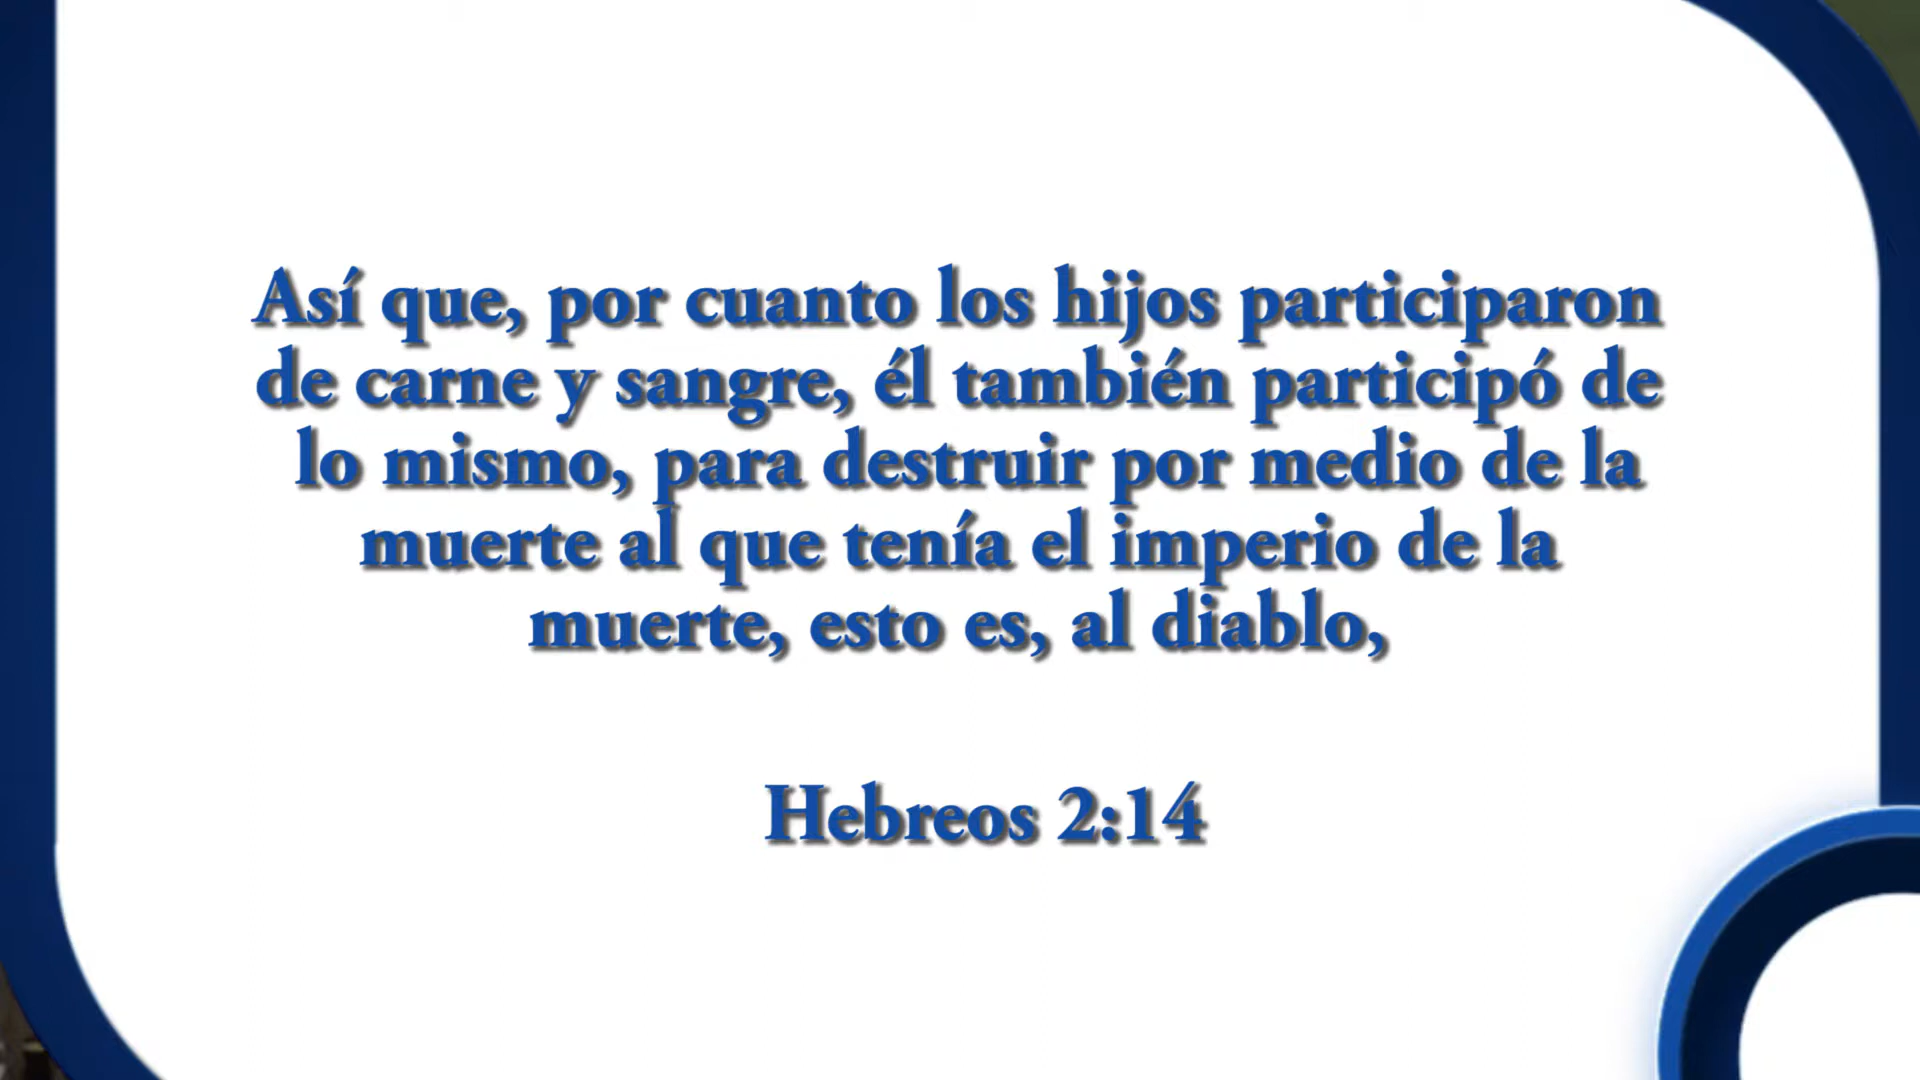 Así que, por cuanto los hijos participaron
de carne y sangre, él también participó de
lo mismo, para destruir por medio de la
muerte al que tenía el imperio de la
muerte, esto es, al diablo,
Hebreos 2:14